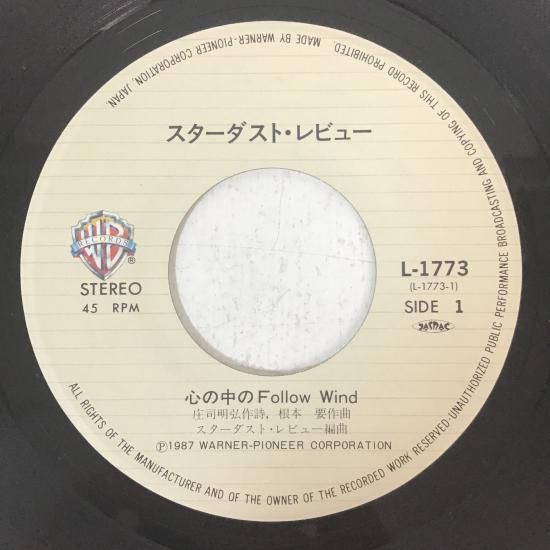 MADE BY WARNER-PIONEER CORPORATION, JAPAN
ALL RIGHTS OF THE MANUFACTURER AND OF THE OWNER OF THE RECORDED WORK RESERVED-UNAUTHORIZED PUBLIC PERFORMANCE BROADCASTING AND COPYING OF THIS RECORD PROHIBITED.
スターダスト・レビュー
WB
RECORDS
®
STEREO
45 RPM
L-1773
(L-1773-1)
SIDE 1
JASRAC
心の中のFollow Wind
庄司明弘作詩, 根本 要作曲
スターダスト・レビュー編曲
Ⓟ1987 WARNER-PIONEER CORPORATION